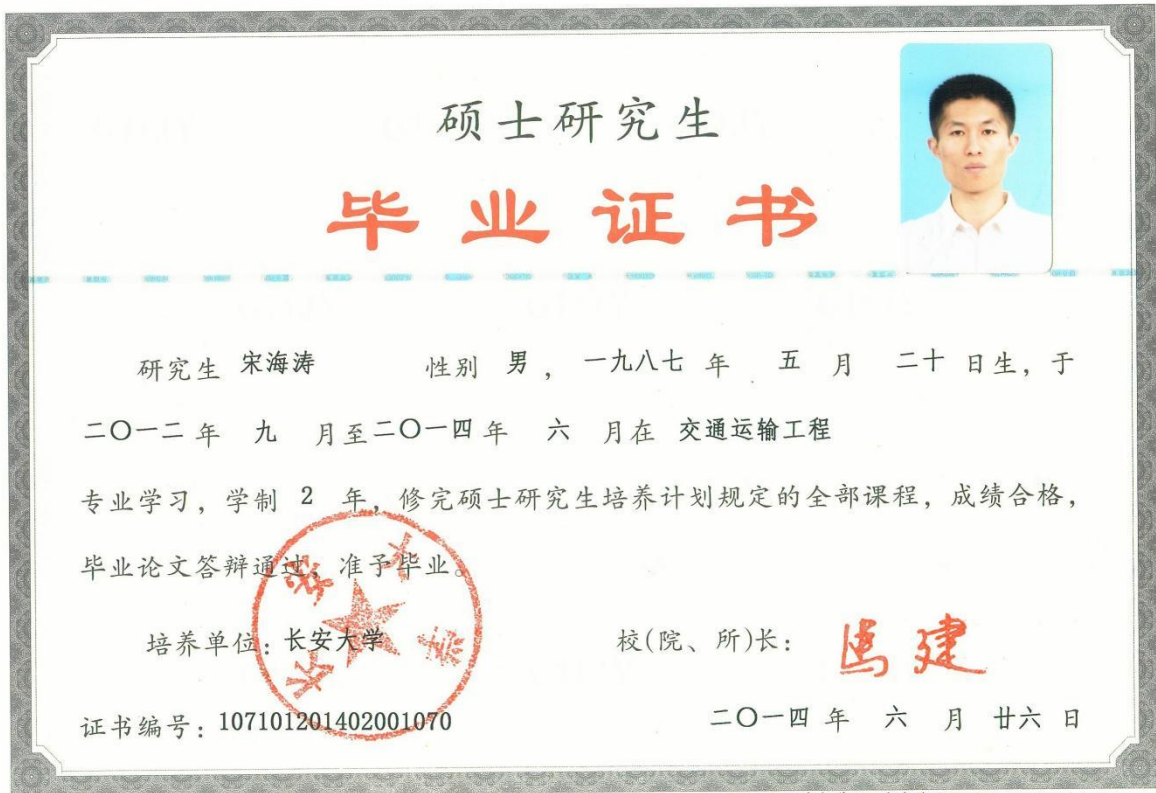 硕士研究生
毕业证书
研究生 宋海涛 性别 男，一九八七 年 五 月 二十 日生，于
二〇一二 年 九 月至二〇一四 年 六 月在 交通运输工程
专业学习，学制 2 年，修完硕士研究生培养计划规定的全部课程，成绩合格，
毕业论文答辩通过，准予毕业。
培养单位：长安大学 校(院、所)长：马建
长安大学
证书编号：107101201402001070 二〇一四 年 六 月 廿六 日